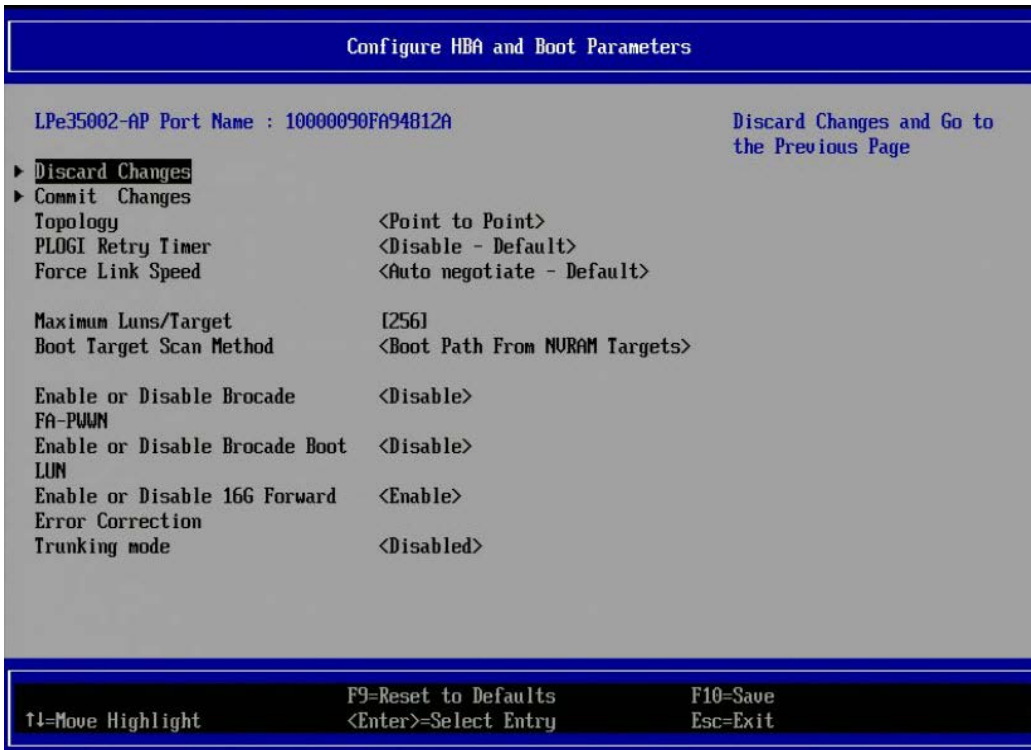 Configure HBA and Boot Parameters
LPe35002-AP Port Name : 10000090FA94812A
Discard Changes and Go to
the Previous Page
Discard Changes
Commit  Changes
Topology <Point to Point>
PLOGI Retry Timer <Disable - Default>
Force Link Speed <Auto negotiate - Default>
Maximum Luns/Target [256]
Boot Target Scan Method <Boot Path From NVRAM Targets>
Enable or Disable Brocade <Disable>
FA-PWWN
Enable or Disable Brocade Boot <Disable>
LUN
Enable or Disable 16G Forward <Enable>
Error Correction
Trunking mode <Disabled>
F9=Reset to Defaults F10=Save
↑↓=Move Highlight <Enter>=Select Entry Esc=Exit